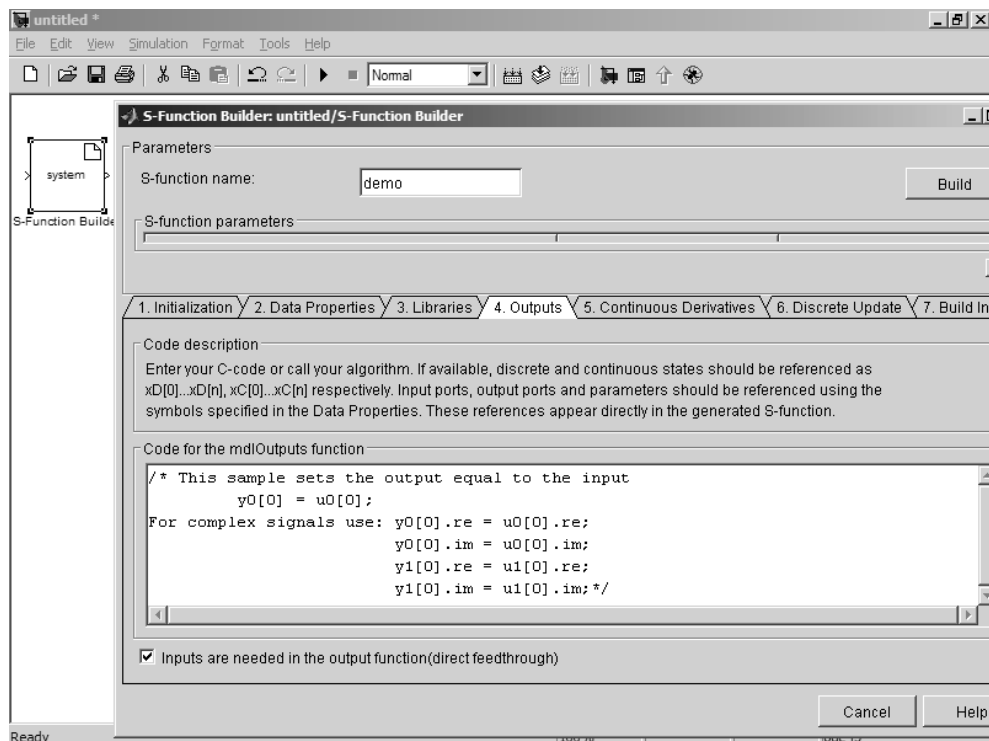 untitled *
File Edit View Simulation Format Tools Help
Normal
S-Function Builder: untitled/S-Function Builder
system
S-Function Builde
Parameters
S-function name:
demo
Build
S-function parameters
1. Initialization 2. Data Properties 3. Libraries 4. Outputs 5. Continuous Derivatives 6. Discrete Update 7. Build In
Code description
Enter your C-code or call your algorithm. If available, discrete and continuous states should be referenced as
xD[0]...xD[n], xC[0]...xC[n] respectively. Input ports, output ports and parameters should be referenced using the
symbols specified in the Data Properties. These references appear directly in the generated S-function.
Code for the mdlOutputs function
/* This sample sets the output equal to the input
y0[0] = u0[0];
For complex signals use: y0[0].re = u0[0].re;
y0[0].im = u0[0].im;
y1[0].re = u1[0].re;
y1[0].im = u1[0].im;*/
Inputs are needed in the output function(direct feedthrough)
Cancel
Help
Ready